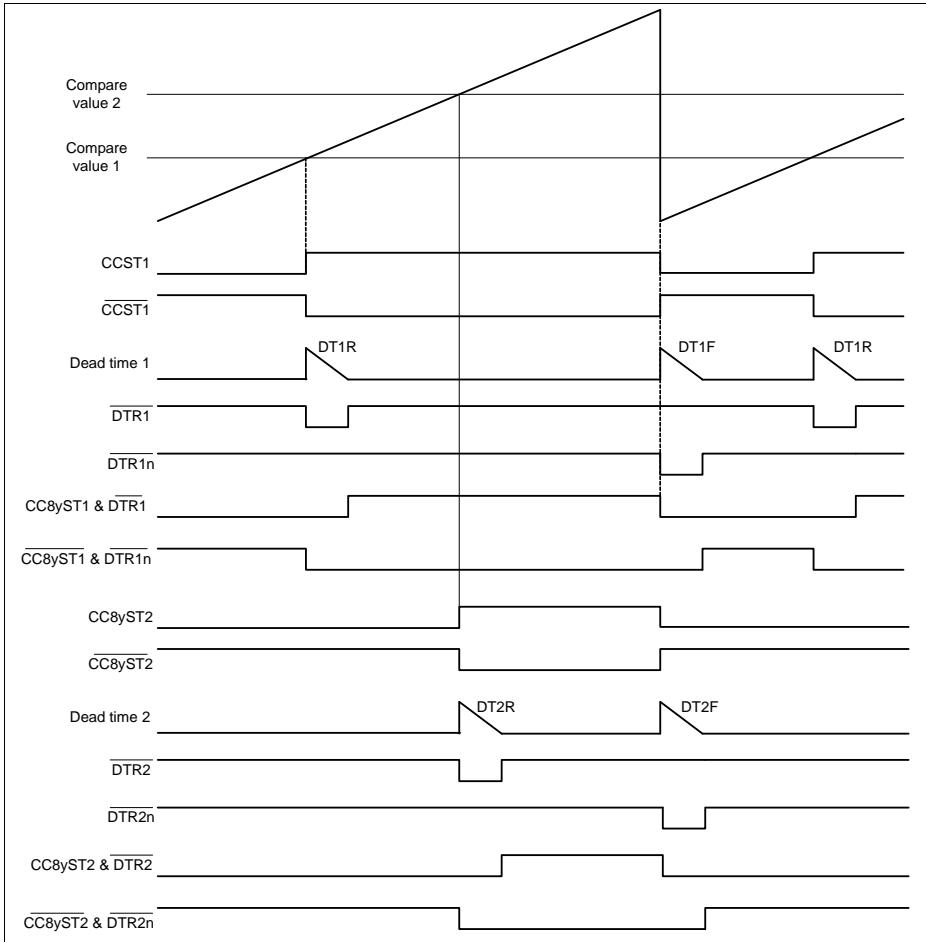 Compare
value 2
Compare
value 1
CCST1
CCST1
Dead time 1
DT1R
DT1F
DT1R
DTR1
DTR1n
CC8yST1 & DTR1
CC8yST1 & DTR1n
CC8yST2
CC8yST2
Dead time 2
DT2R
DT2F
DTR2
DTR2n
CC8yST2 & DTR2
CC8yST2 & DTR2n